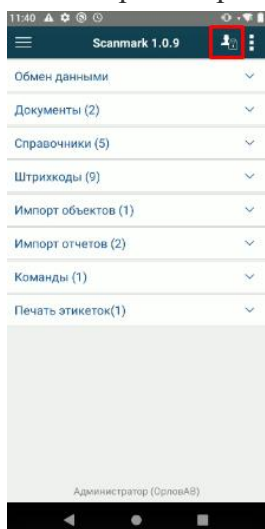 11:40
Scanmark 1.0.9
Обмен данными
Документы (2)
Справочники (5)
Штрихкоды (9)
Импорт объектов (1)
Импорт отчетов (2)
Команды (1)
Печать этикеток(1)
Администратор (ОрловАВ)